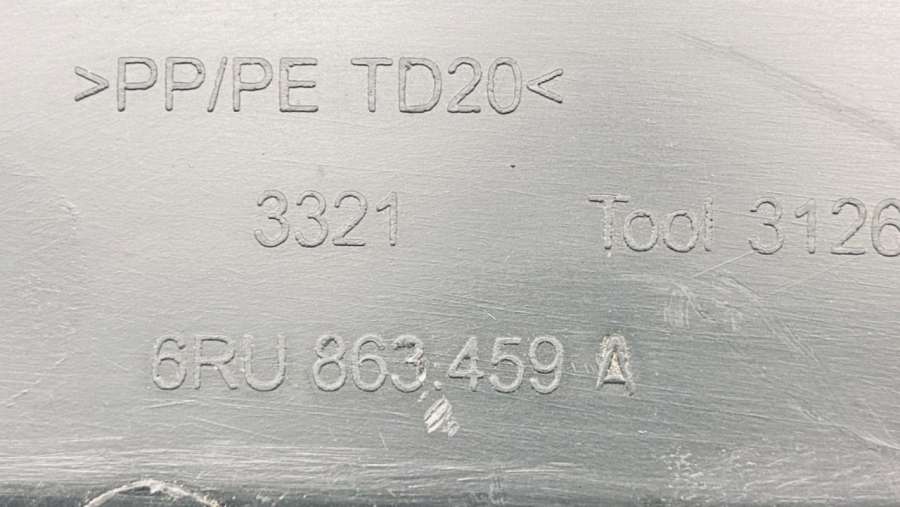 >PP/PE TD20<
3321 Tool 3126
6RU 863.459 A